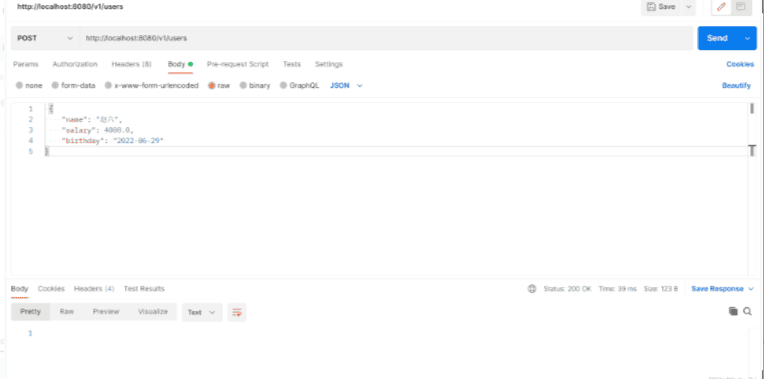 http://localhost:8080/v1/users
Save
POST http://localhost:8080/v1/users Send
Params Authorization Headers (8) Body Pre-request Script Tests Settings Cookies
none form-data x-www-form-urlencoded raw binary GraphQL JSON Beautify
1 {
2 "name": "赵六",
3 "salary": 4000.0,
4 "birthday": "2022-06-29"
5 }
Body Cookies Headers (4) Test Results Status: 200 OK Time: 39 ms Size: 123 B Save Response
Pretty Raw Preview Visualize Text
1